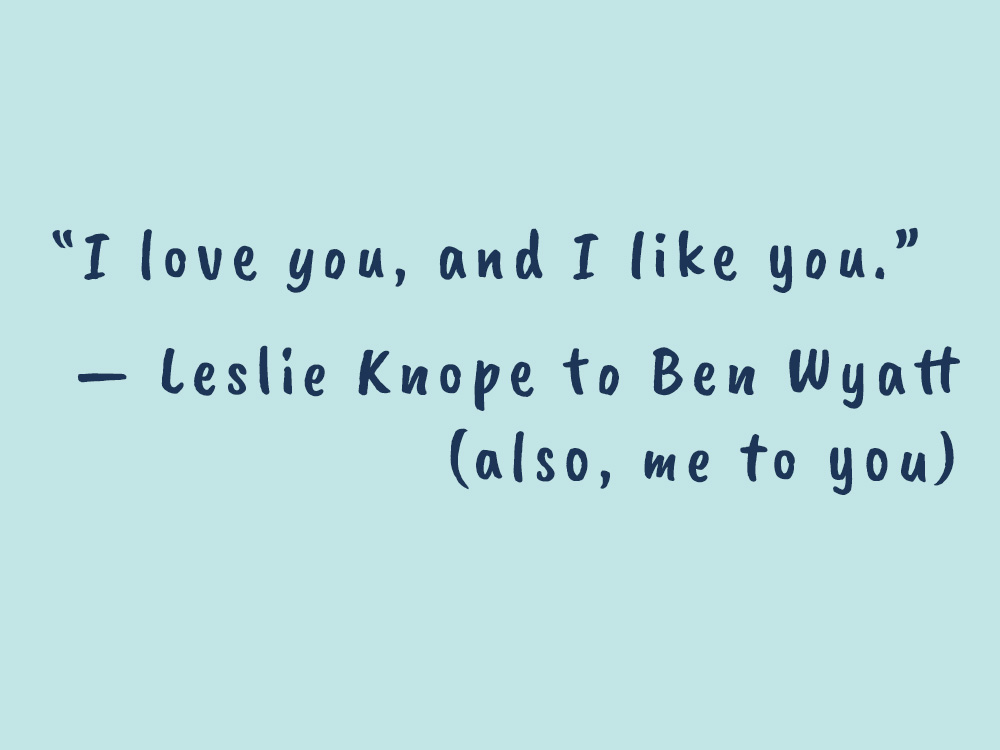 “I love you, and I like you.”
— Leslie Knope to Ben Wyatt
(also, me to you)